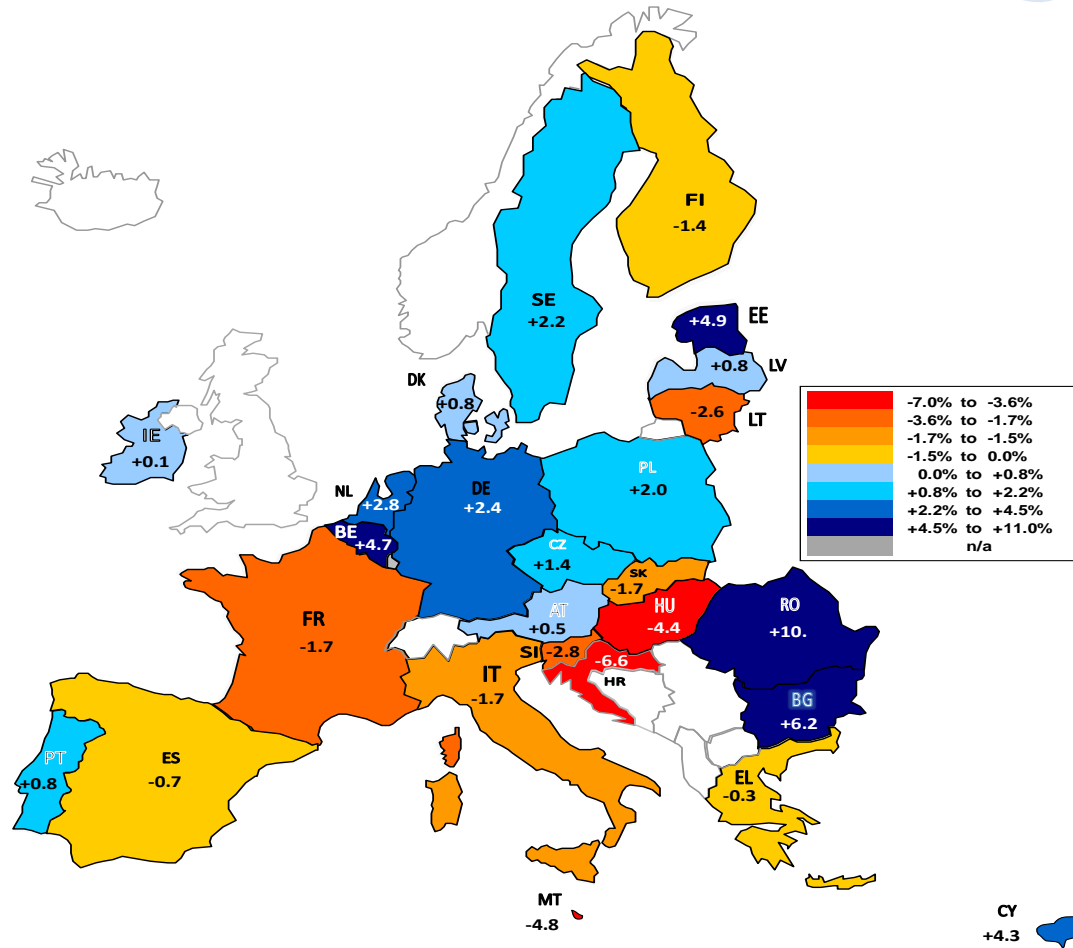 FI
-1.4
SE
+2.2
+4.9
EE
+0.8
LV
DK
+0.8
-2.6
LT
-7.0% to -3.6%
-3.6% to -1.7%
-1.7% to -1.5%
-1.5% to 0.0%
0.0% to +0.8%
+0.8% to +2.2%
+2.2% to +4.5%
+4.5% to +11.0%
n/a
IE
+0.1
PL
+2.0
NL
+2.8
DE
+2.4
BE
+4.7
CZ
+1.4
SK
-1.7
AT
+0.5
HU
-4.4
RO
+10.
FR
-1.7
SI
-2.8
-6.6
HR
IT
-1.7
BG
+6.2
PT
+0.8
ES
-0.7
EL
-0.3
MT
-4.8
CY
+4.3